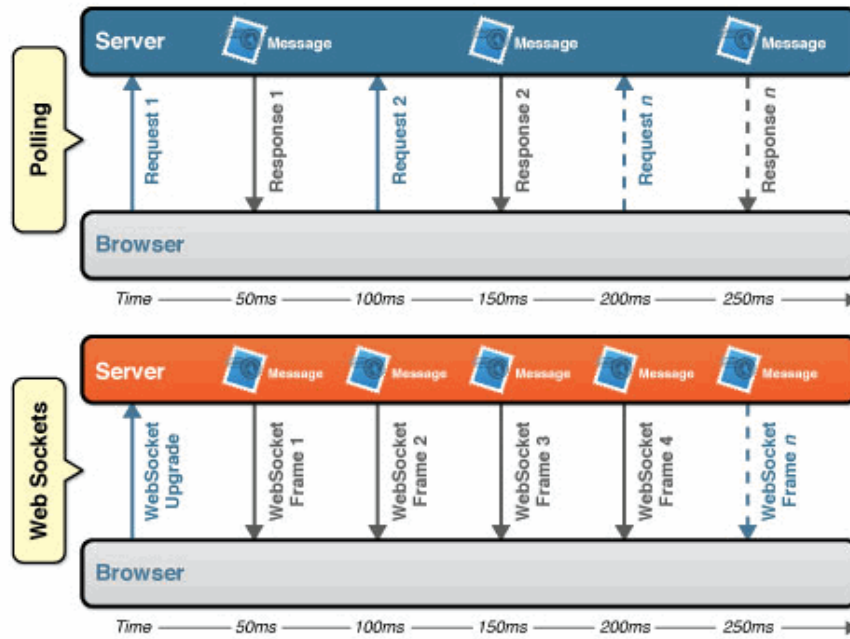 Polling
Server Message Message Message
Request 1
Response 1
Request 2
Response 2
Request n
Response n
Browser
Time 50ms 100ms 150ms 200ms 250ms
Web Sockets
Server Message Message Message Message Message
WebSocket
Upgrade
WebSocket
Frame 1
WebSocket
Frame 2
WebSocket
Frame 3
WebSocket
Frame 4
WebSocket
Frame n
Browser
Time 50ms 100ms 150ms 200ms 250ms